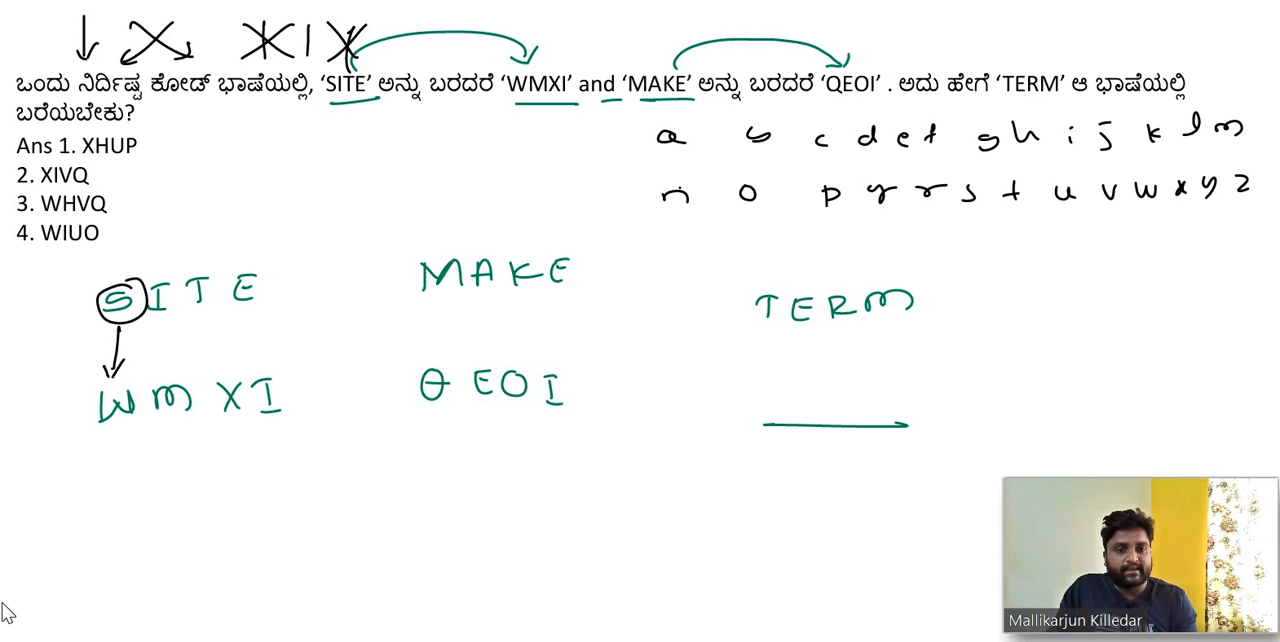 ಒಂದು ನಿರ್ದಿಷ್ಟ ಕೋಡ್ ಭಾಷೆಯಲ್ಲಿ, ‘SITE’ ಅನ್ನು ಬರದರೆ ‘WMXI’ and ‘MAKE’ ಅನ್ನು ಬರದರೆ ‘QEOI’ . ಅದು ಹೇಗೆ ‘TERM’ ಆ ಭಾಷೆಯಲ್ಲಿ
ಬರೆಯಬೇಕು?
Ans 1. XHUP
2. XIVQ
3. WHVQ
4. WIUO
a b c d e f g h i j k l m
n o p q r s t u v w x y z
SITE MAKE TERM
WMXI QEOI
Mallikarjun Killedar